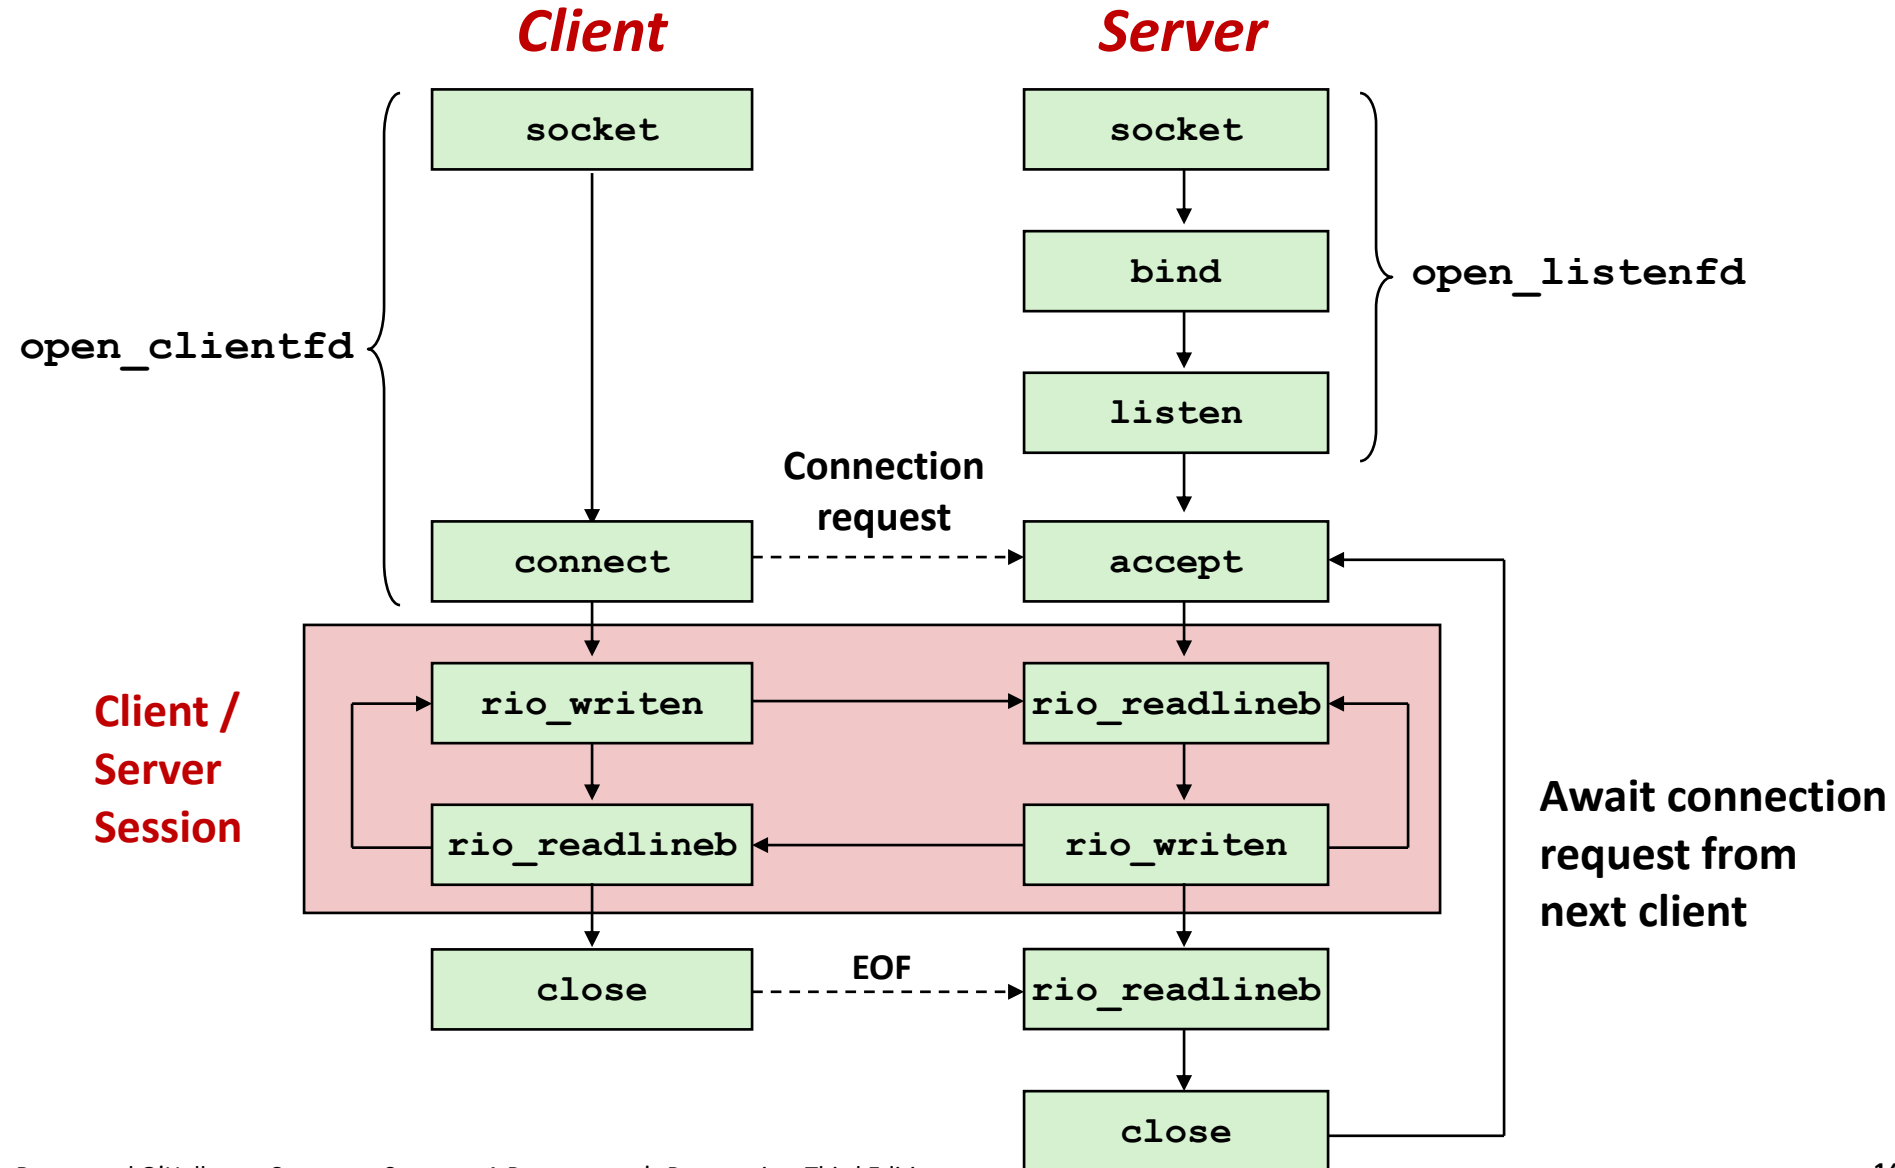 Client
Server
socket
socket
bind
open_listenfd
open_clientfd
listen
Connection
request
connect
accept
Client /
Server
Session
rio_writen
rio_readlineb
rio_readlineb
rio_writen
Await connection
request from
next client
close
EOF
rio_readlineb
close